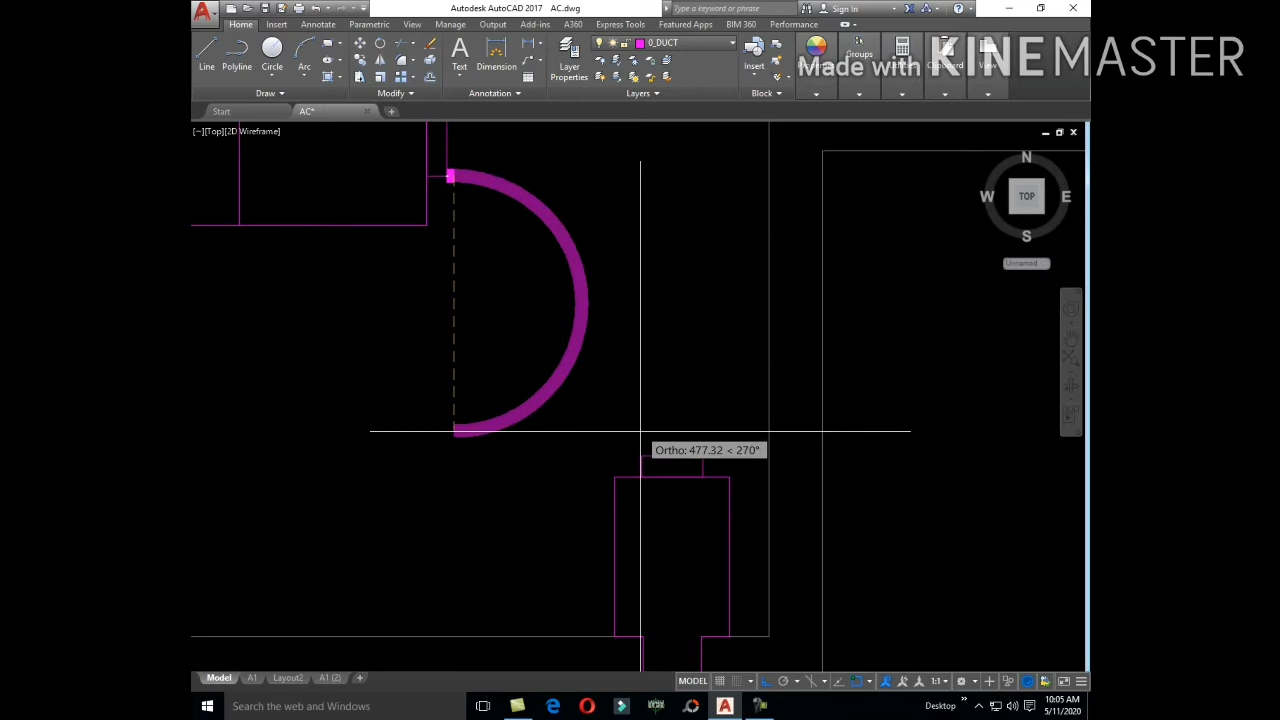 Autodesk AutoCAD 2017 AC.dwg
Type a keyword or phrase
Sign In
Home Insert Annotate Parametric View Manage Output Add-ins A360 Express Tools Featured Apps BIM 360 Performance
0_DUCT
Line Polyline Circle Arc
Text Dimension
Layer Properties
Insert
Groups
Made with KINEMASTER
Draw Modify Annotation Layers Block
Start AC*
[−][Top][2D Wireframe]
N
W TOP E
S
Unnamed
Ortho: 477.32 < 270°
Model A1 Layout2 A1 (2)
MODEL 1:1
Search the web and Windows
Desktop
10:05 AM
5/11/2020